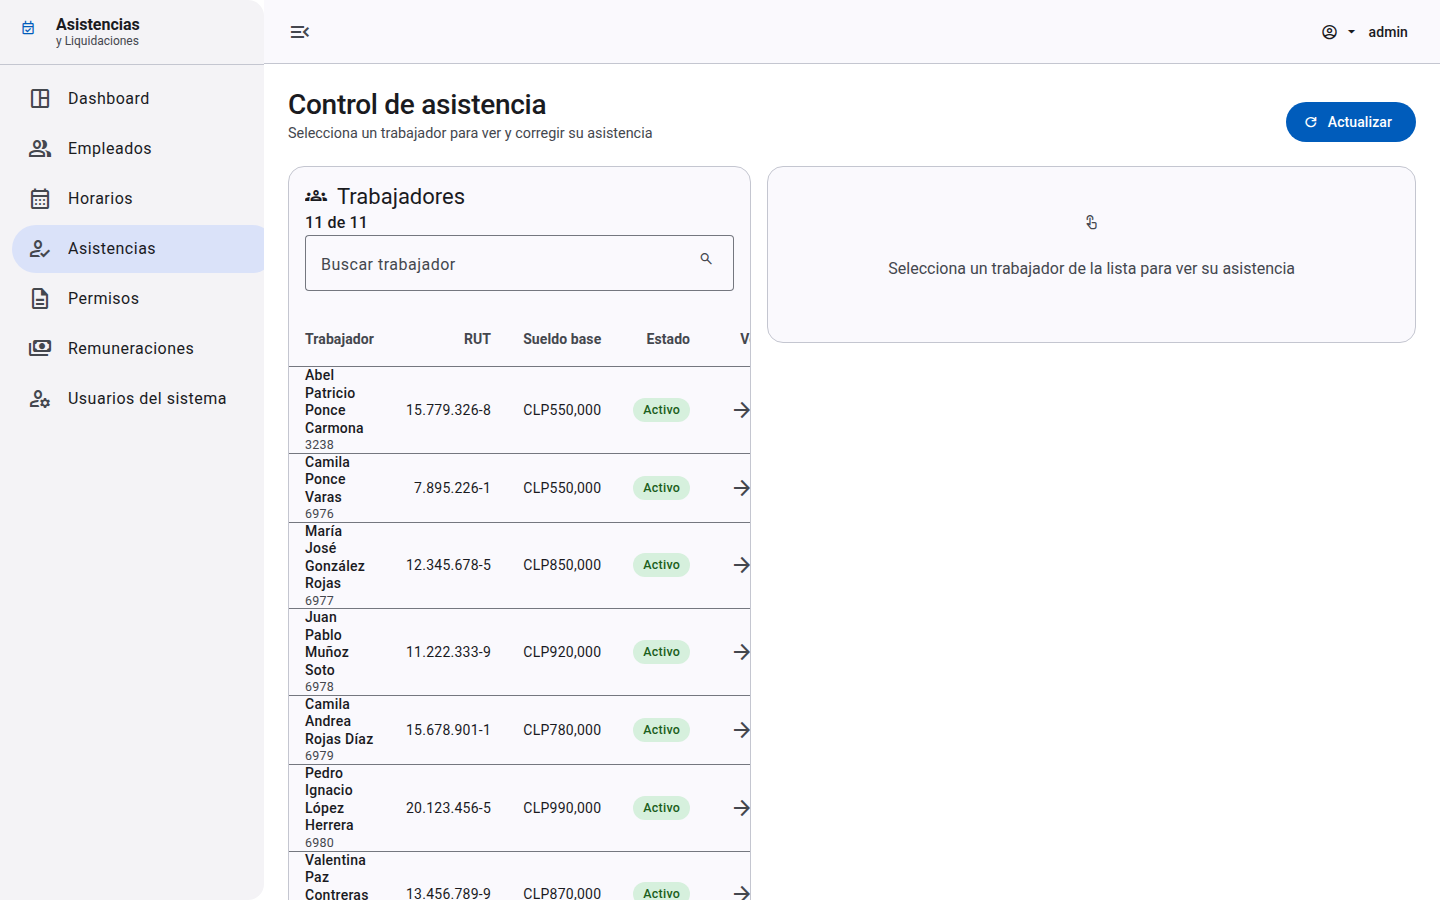 Asistencias
y Liquidaciones
admin
Dashboard
Empleados
Horarios
Asistencias
Permisos
Remuneraciones
Usuarios del sistema
Control de asistencia
Selecciona un trabajador para ver y corregir su asistencia
Actualizar
Trabajadores
11 de 11
Buscar trabajador
Trabajador RUT Sueldo base Estado V
Abel
Patricio
Ponce
Carmona
3238
15.779.326-8 CLP550,000 Activo
Camila
Ponce
Varas
6976
7.895.226-1 CLP550,000 Activo
María
José
González
Rojas
6977
12.345.678-5 CLP850,000 Activo
Juan
Pablo
Muñoz
Soto
6978
11.222.333-9 CLP920,000 Activo
Camila
Andrea
Rojas Díaz
6979
15.678.901-1 CLP780,000 Activo
Pedro
Ignacio
López
Herrera
6980
20.123.456-5 CLP990,000 Activo
Valentina
Paz
Contreras
13.456.789-9 CLP870,000 Activo
Selecciona un trabajador de la lista para ver su asistencia